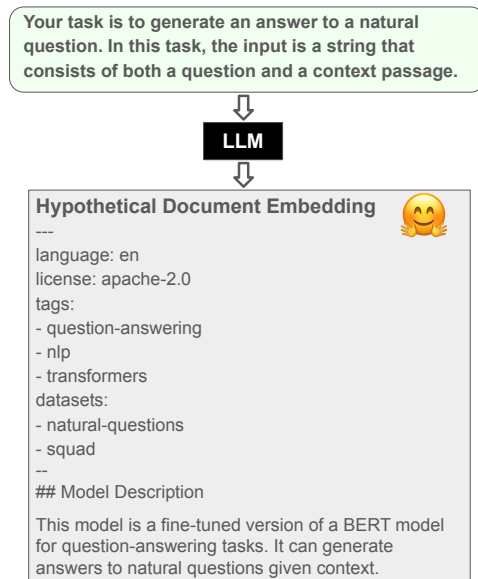 Your task is to generate an answer to a natural
question. In this task, the input is a string that
consists of both a question and a context passage.
LLM
Hypothetical Document Embedding
---
language: en
license: apache-2.0
tags:
- question-answering
- nlp
- transformers
datasets:
- natural-questions
- squad
--
## Model Description
This model is a fine-tuned version of a BERT model
for question-answering tasks. It can generate
answers to natural questions given context.